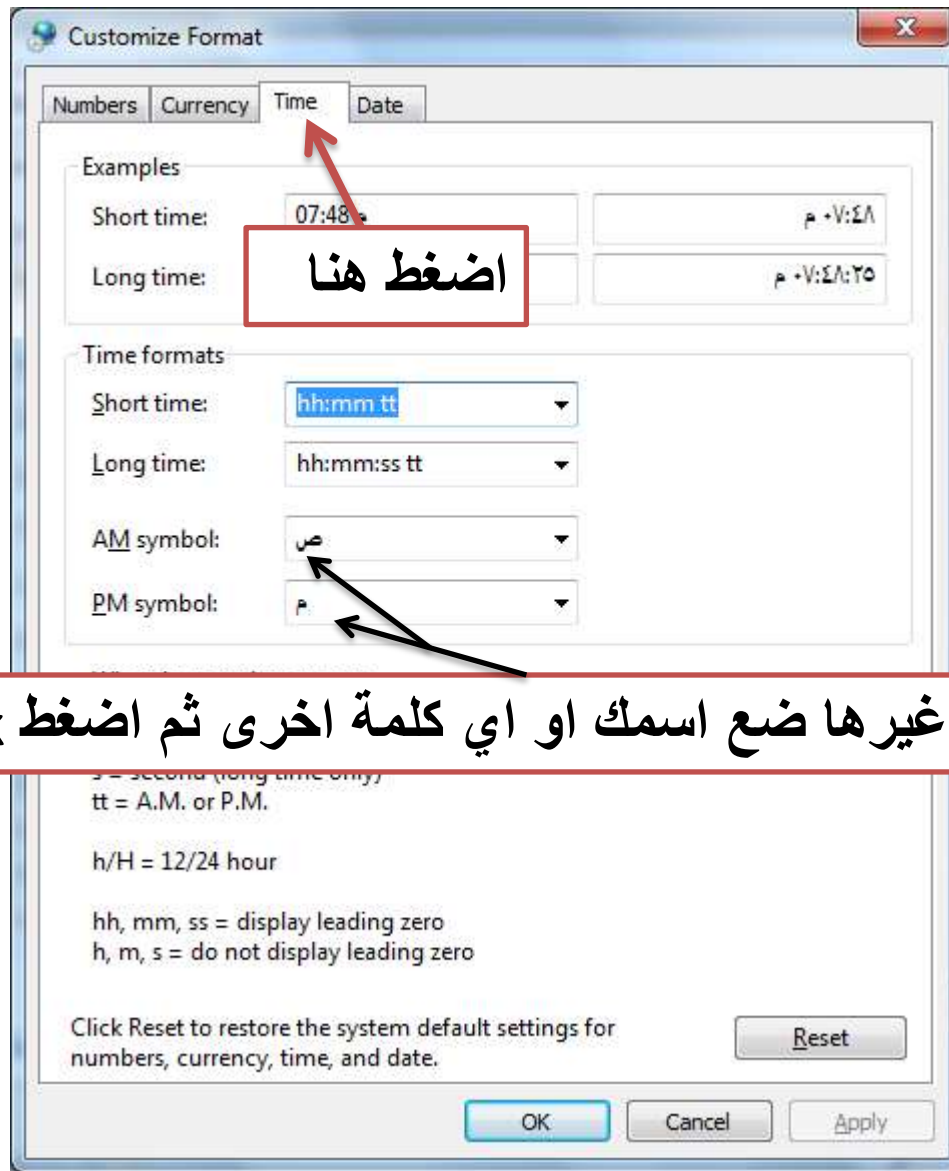 Customize Format
Numbers Currency Time Date
Examples
Short time: 07:48 م ٠٧:٤٨ م
Long time: ٠٧:٤٨:٢٥ م
اضغط هنا
Time formats
Short time: hh:mm tt
Long time: hh:mm:ss tt
AM symbol: ص
PM symbol: م
غيرها ضع اسمك او اي كلمة اخرى ثم اضغط
s = second (long time only)
tt = A.M. or P.M.
h/H = 12/24 hour
hh, mm, ss = display leading zero
h, m, s = do not display leading zero
Click Reset to restore the system default settings for
numbers, currency, time, and date.
Reset
OK Cancel Apply